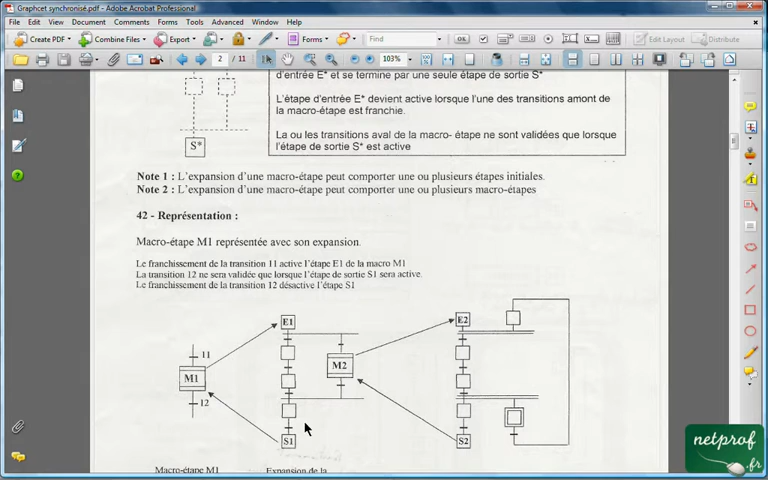 Graphcet synchronisé.pdf - Adobe Acrobat Professional
File Edit View Document Comments Forms Tools Advanced Window Help
Create PDF Combine Files Export Forms Find Edit Layout Distribute
2 / 11 103%
d'entrée E* et se termine par une seule étape de sortie S*
L'étape d'entrée E* devient active lorsque l'une des transitions amont de
la macro-étape est franchie.
La ou les transitions aval de la macro- étape ne sont validées que lorsque
l'étape de sortie S* est active
S*
Note 1 : L'expansion d'une macro-étape peut comporter une ou plusieurs étapes initiales.
Note 2 : L'expansion d'une macro-étape peut comporter une ou plusieurs macro-étapes
42 - Représentation :
Macro-étape M1 représentée avec son expansion.
Le franchissement de la transition 11 active l'étape E1 de la macro M1
La transition 12 ne sera validée que lorsque l'étape de sortie S1 sera active.
Le franchissement de la transition 12 désactive l'étape S1
E1 E2
11
M1 M2
12
S1 S2
Macro-étape M1 Expansion de la
netprof
.fr